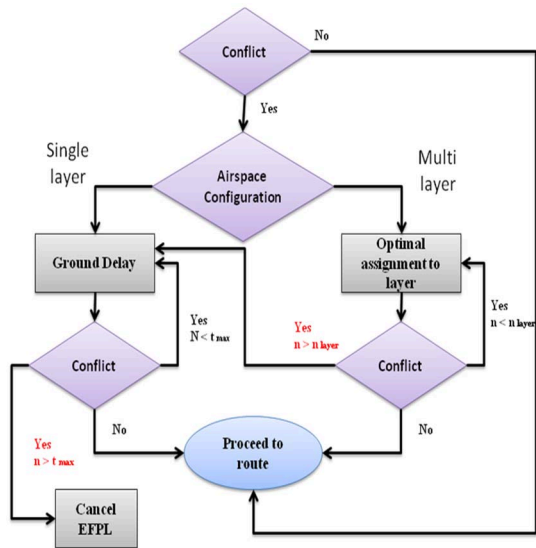 Conflict
No
Yes
Single
layer
Airspace
Configuration
Multi
layer
Ground Delay
Optimal
assignment to
layer
Yes
N < t max
Yes
n > n layer
Yes
n < n layer
Conflict
Conflict
No
No
Proceed to
route
Yes
n > t max
Cancel
EFPL